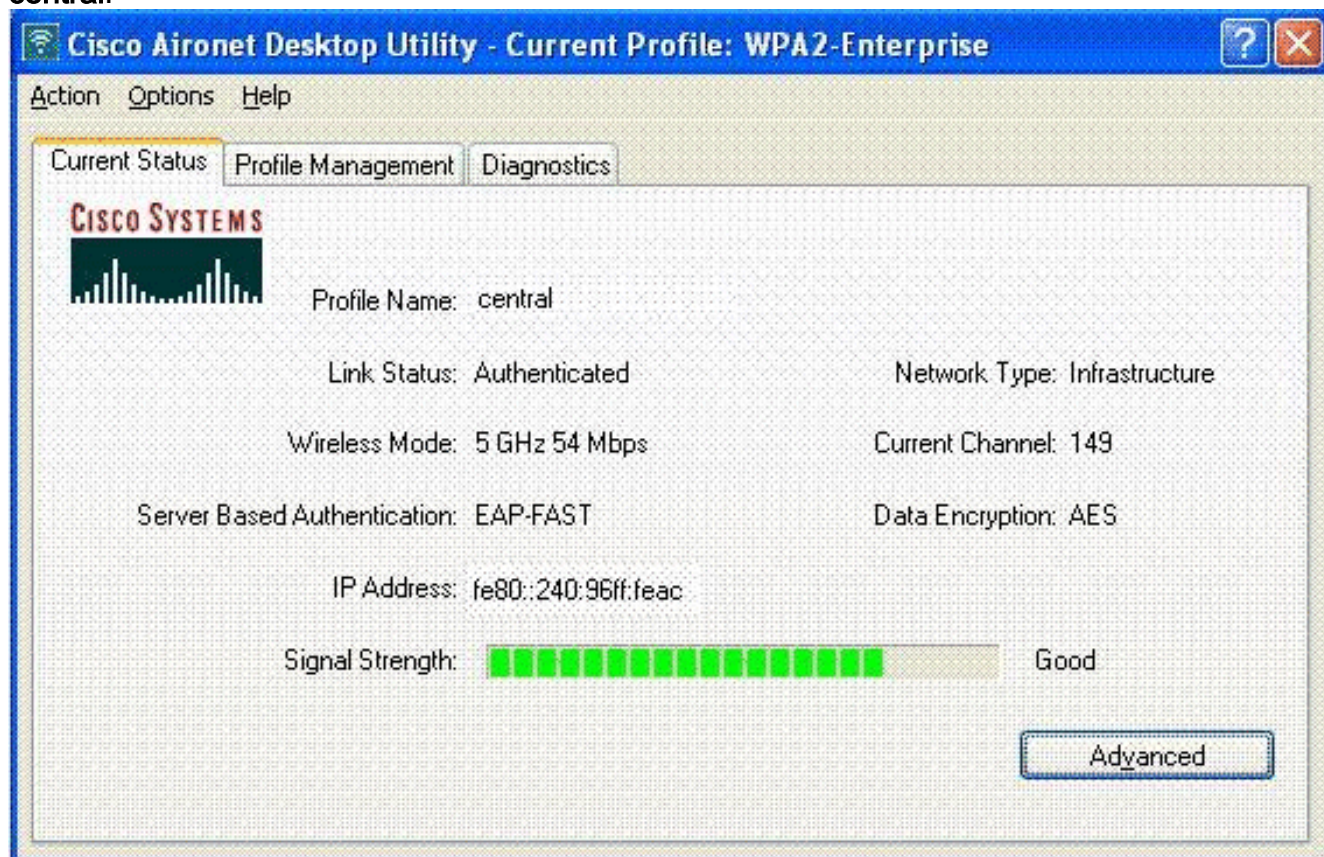 central.
Cisco Aironet Desktop Utility - Current Profile: WPA2-Enterprise
Action Options Help
Current Status Profile Management Diagnostics
CISCO SYSTEMS
Profile Name: central
Link Status: Authenticated Network Type: Infrastructure
Wireless Mode: 5 GHz 54 Mbps Current Channel: 149
Server Based Authentication: EAP-FAST Data Encryption: AES
IP Address: fe80::240:96ff:feac
Signal Strength: Good
Advanced